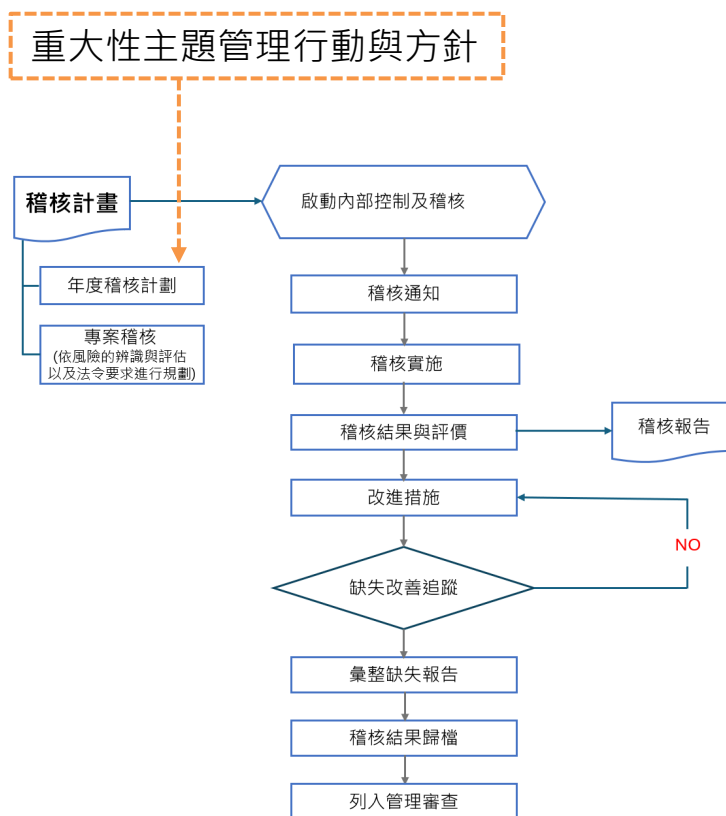 重大性主題管理行動與方針
稽核計畫
啟動內部控制及稽核
年度稽核計劃
稽核通知
專案稽核
(依風險的辨識與評估
以及法令要求進行規劃)
稽核實施
稽核結果與評價
稽核報告
改進措施
NO
缺失改善追蹤
彙整缺失報告
稽核結果歸檔
列入管理審查